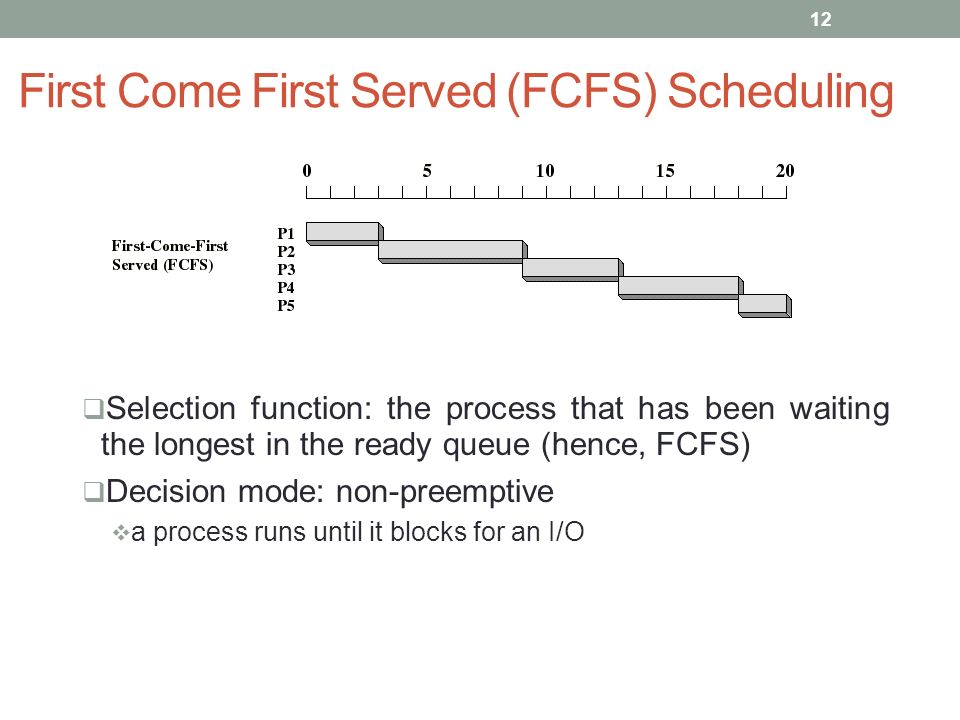 12
First Come First Served (FCFS) Scheduling
0 5 10 15 20
First-Come-First
Served (FCFS)
P1
P2
P3
P4
P5
Selection function: the process that has been waiting
the longest in the ready queue (hence, FCFS)
Decision mode: non-preemptive
a process runs until it blocks for an I/O